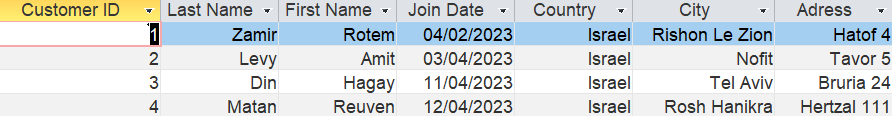 Customer ID Last Name First Name Join Date Country City Adress
1 Zamir Rotem 04/02/2023 Israel Rishon Le Zion Hatof 4
2 Levy Amit 03/04/2023 Israel Nofit Tavor 5
3 Din Hagay 11/04/2023 Israel Tel Aviv Bruria 24
4 Matan Reuven 12/04/2023 Israel Rosh Hanikra Hertzal 111